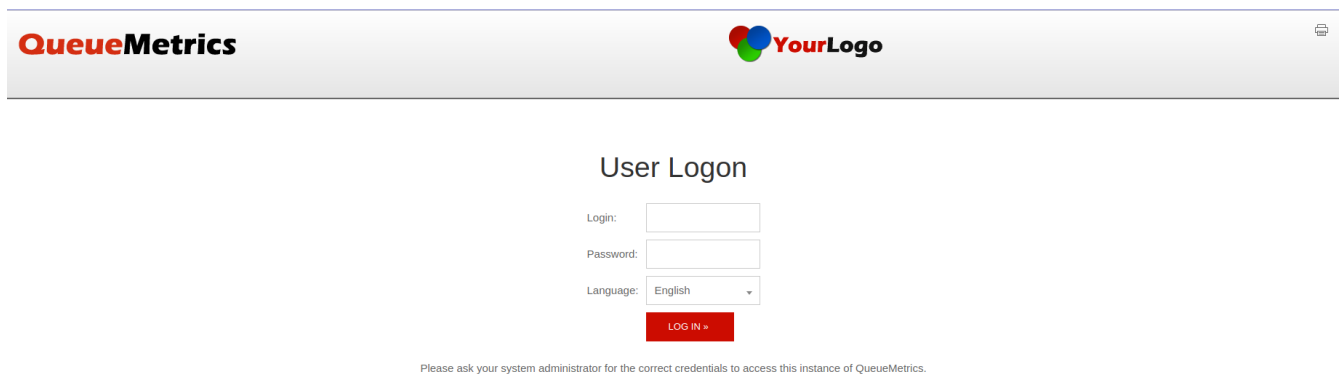 QueueMetrics
YourLogo
User Logon
Login:
Password:
Language: English
LOG IN »
Please ask your system administrator for the correct credentials to access this instance of QueueMetrics.